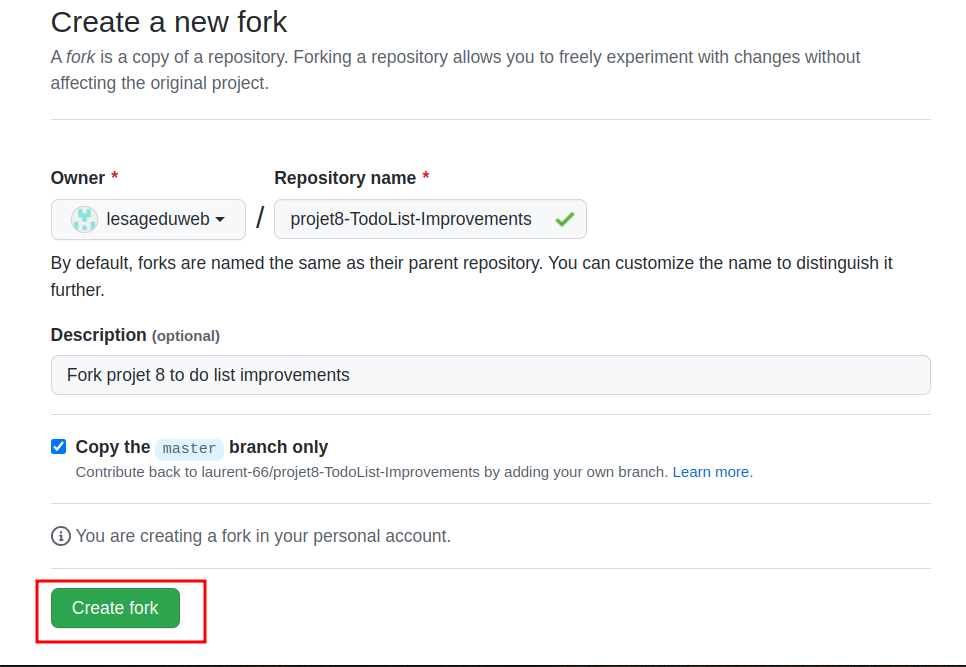 Create a new fork
A fork is a copy of a repository. Forking a repository allows you to freely experiment with changes without
affecting the original project.
Owner * Repository name *
lesageduweb / projet8-TodoList-Improvements
By default, forks are named the same as their parent repository. You can customize the name to distinguish it
further.
Description (optional)
Fork projet 8 to do list improvements
Copy the master branch only
Contribute back to laurent-66/projet8-TodoList-Improvements by adding your own branch. Learn more.
You are creating a fork in your personal account.
Create fork